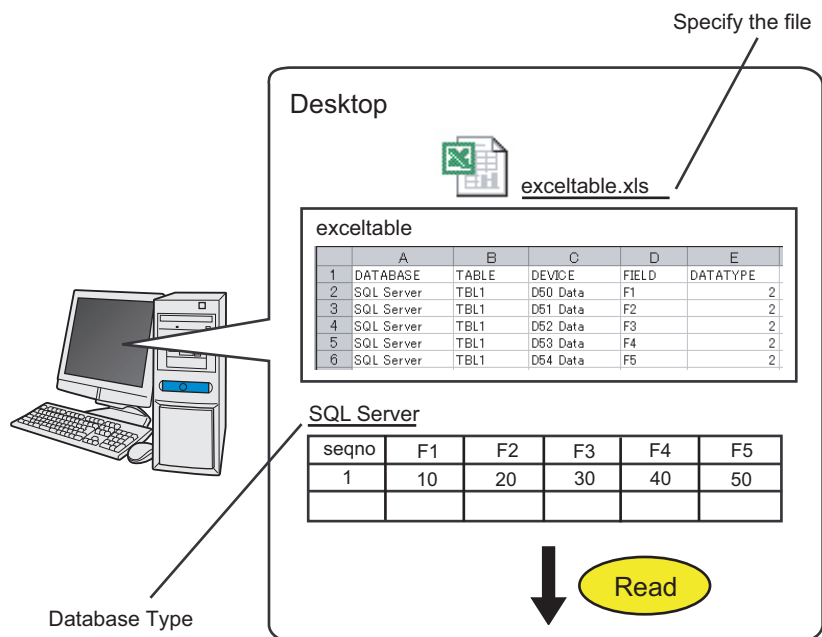 Specify the file
Desktop
exceltable.xls
exceltable
A B C D E
1 DATABASE TABLE DEVICE FIELD DATATYPE
2 SQL Server TBL1 D50 Data F1 2
3 SQL Server TBL1 D51 Data F2 2
4 SQL Server TBL1 D52 Data F3 2
5 SQL Server TBL1 D53 Data F4 2
6 SQL Server TBL1 D54 Data F5 2
SQL Server
seqno F1 F2 F3 F4 F5
1 10 20 30 40 50
Read
Database Type